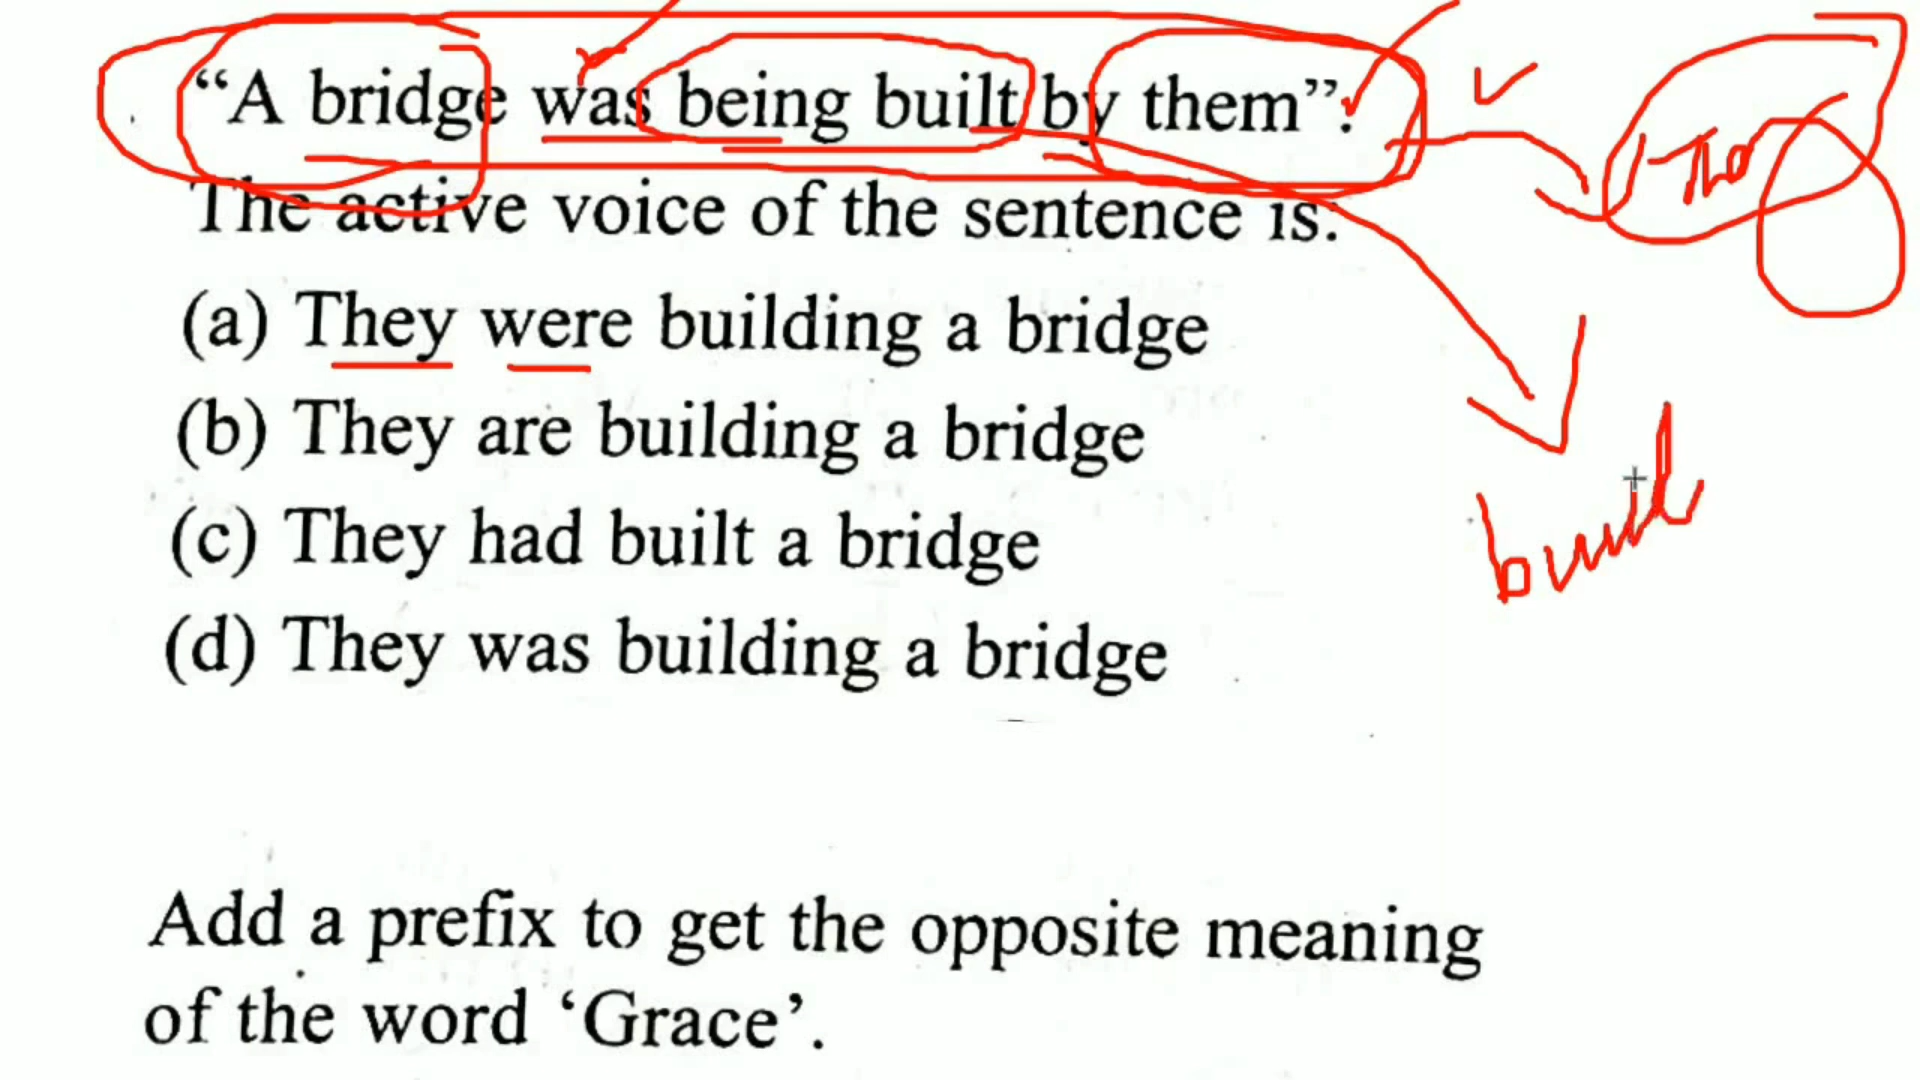 “A bridge was being built by them”.
The active voice of the sentence is:
(a) They were building a bridge
(b) They are building a bridge
(c) They had built a bridge
(d) They was building a bridge
build
Add a prefix to get the opposite meaning
of the word ‘Grace’.